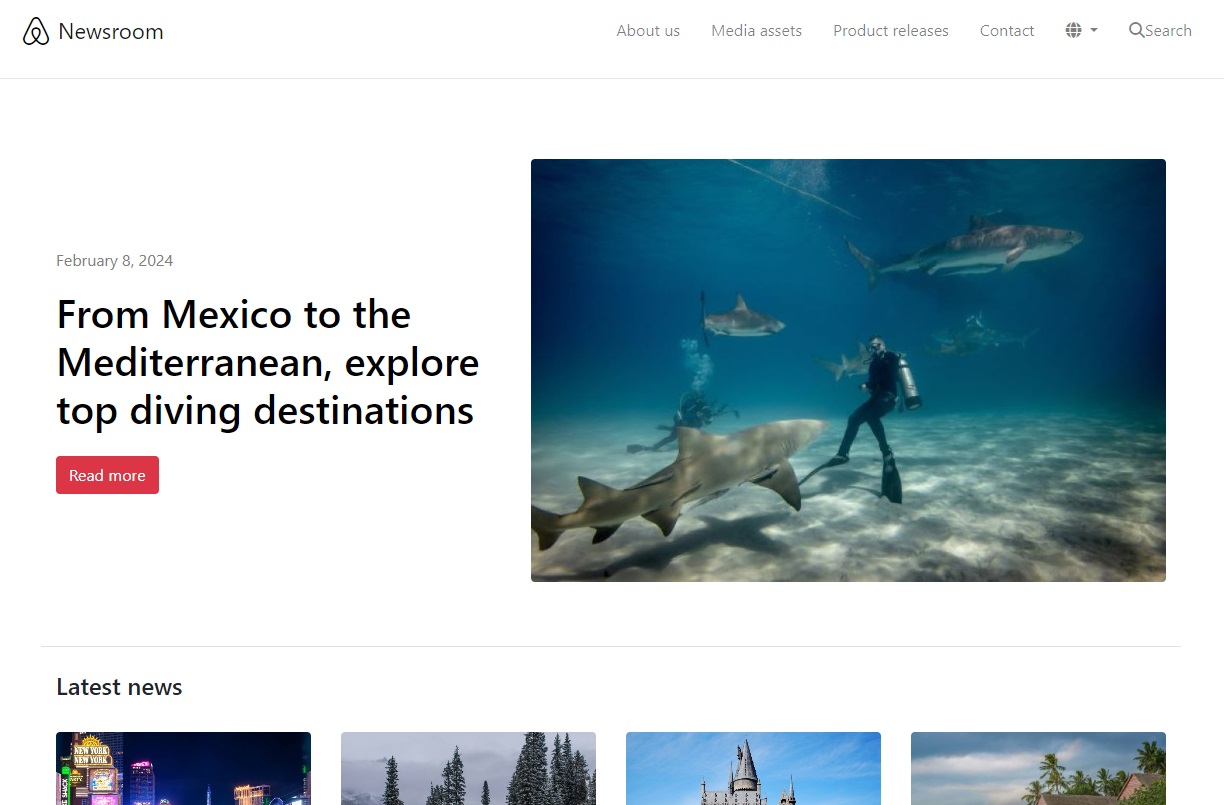 Newsroom
About us
Media assets
Product releases
Contact
Search
February 8, 2024
From Mexico to the
Mediterranean, explore
top diving destinations
Read more
Latest news
NEW YORK
NEW YORK